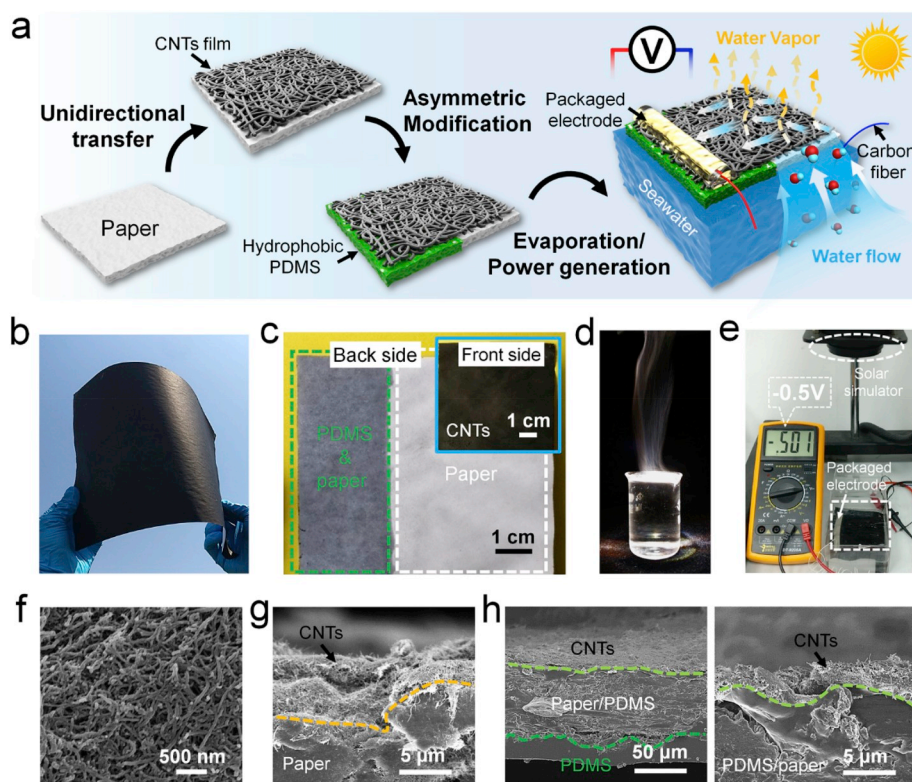 a
CNTs film
Unidirectional
transfer
Paper
Asymmetric
Modification
Hydrophobic
PDMS
Evaporation/
Power generation
V
Water Vapor
Packaged
electrode
Carbon
fiber
Seawater
Water flow
b
c
Back side
Front side
PDMS
&
paper
CNTs
1 cm
Paper
1 cm
d
e
Solar
simulator
-0.5V
-.501
Packaged
electrode
f
500 nm
g
CNTs
Paper
5 μm
h
CNTs
Paper/PDMS
PDMS
50 μm
CNTs
PDMS/paper
5 μm